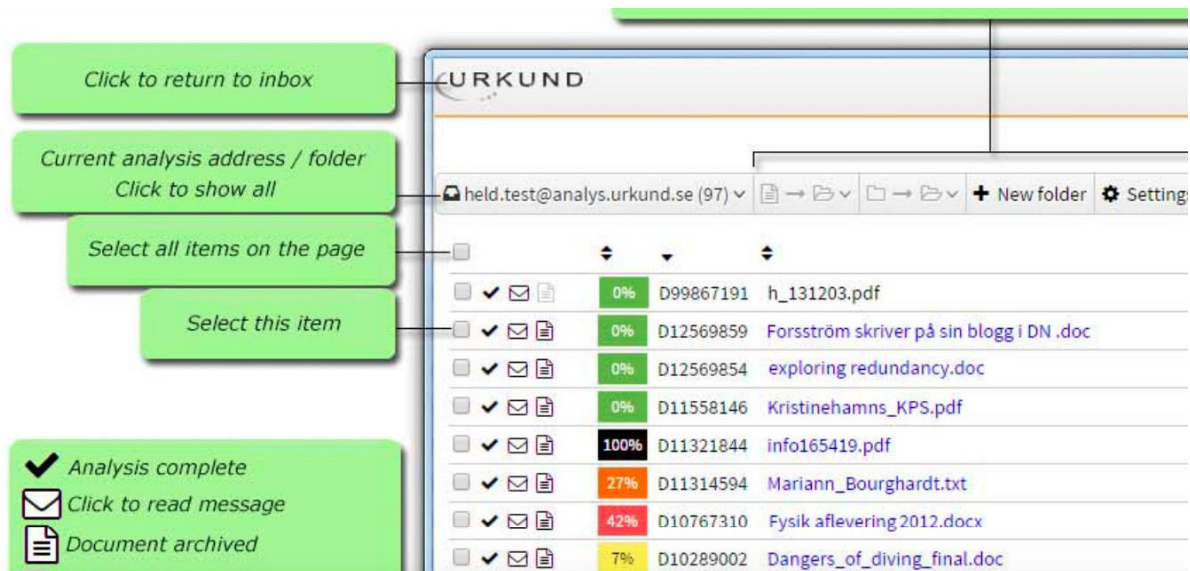 Click to return to inbox
URKUND
Current analysis address / folder
Click to show all
held.test@analys.urkund.se (97)
New folder
Settings
Select all items on the page
0% D99867191 h_131203.pdf
Select this item
0% D12569859 Forsström skriver på sin blogg i DN .doc
0% D12569854 exploring redundancy.doc
0% D11558146 Kristinehamns_KPS.pdf
100% D11321844 info165419.pdf
27% D11314594 Mariann_Bourghardt.txt
42% D10767310 Fysik aflevering 2012.docx
7% D10289002 Dangers_of_diving_final.doc
Analysis complete
Click to read message
Document archived